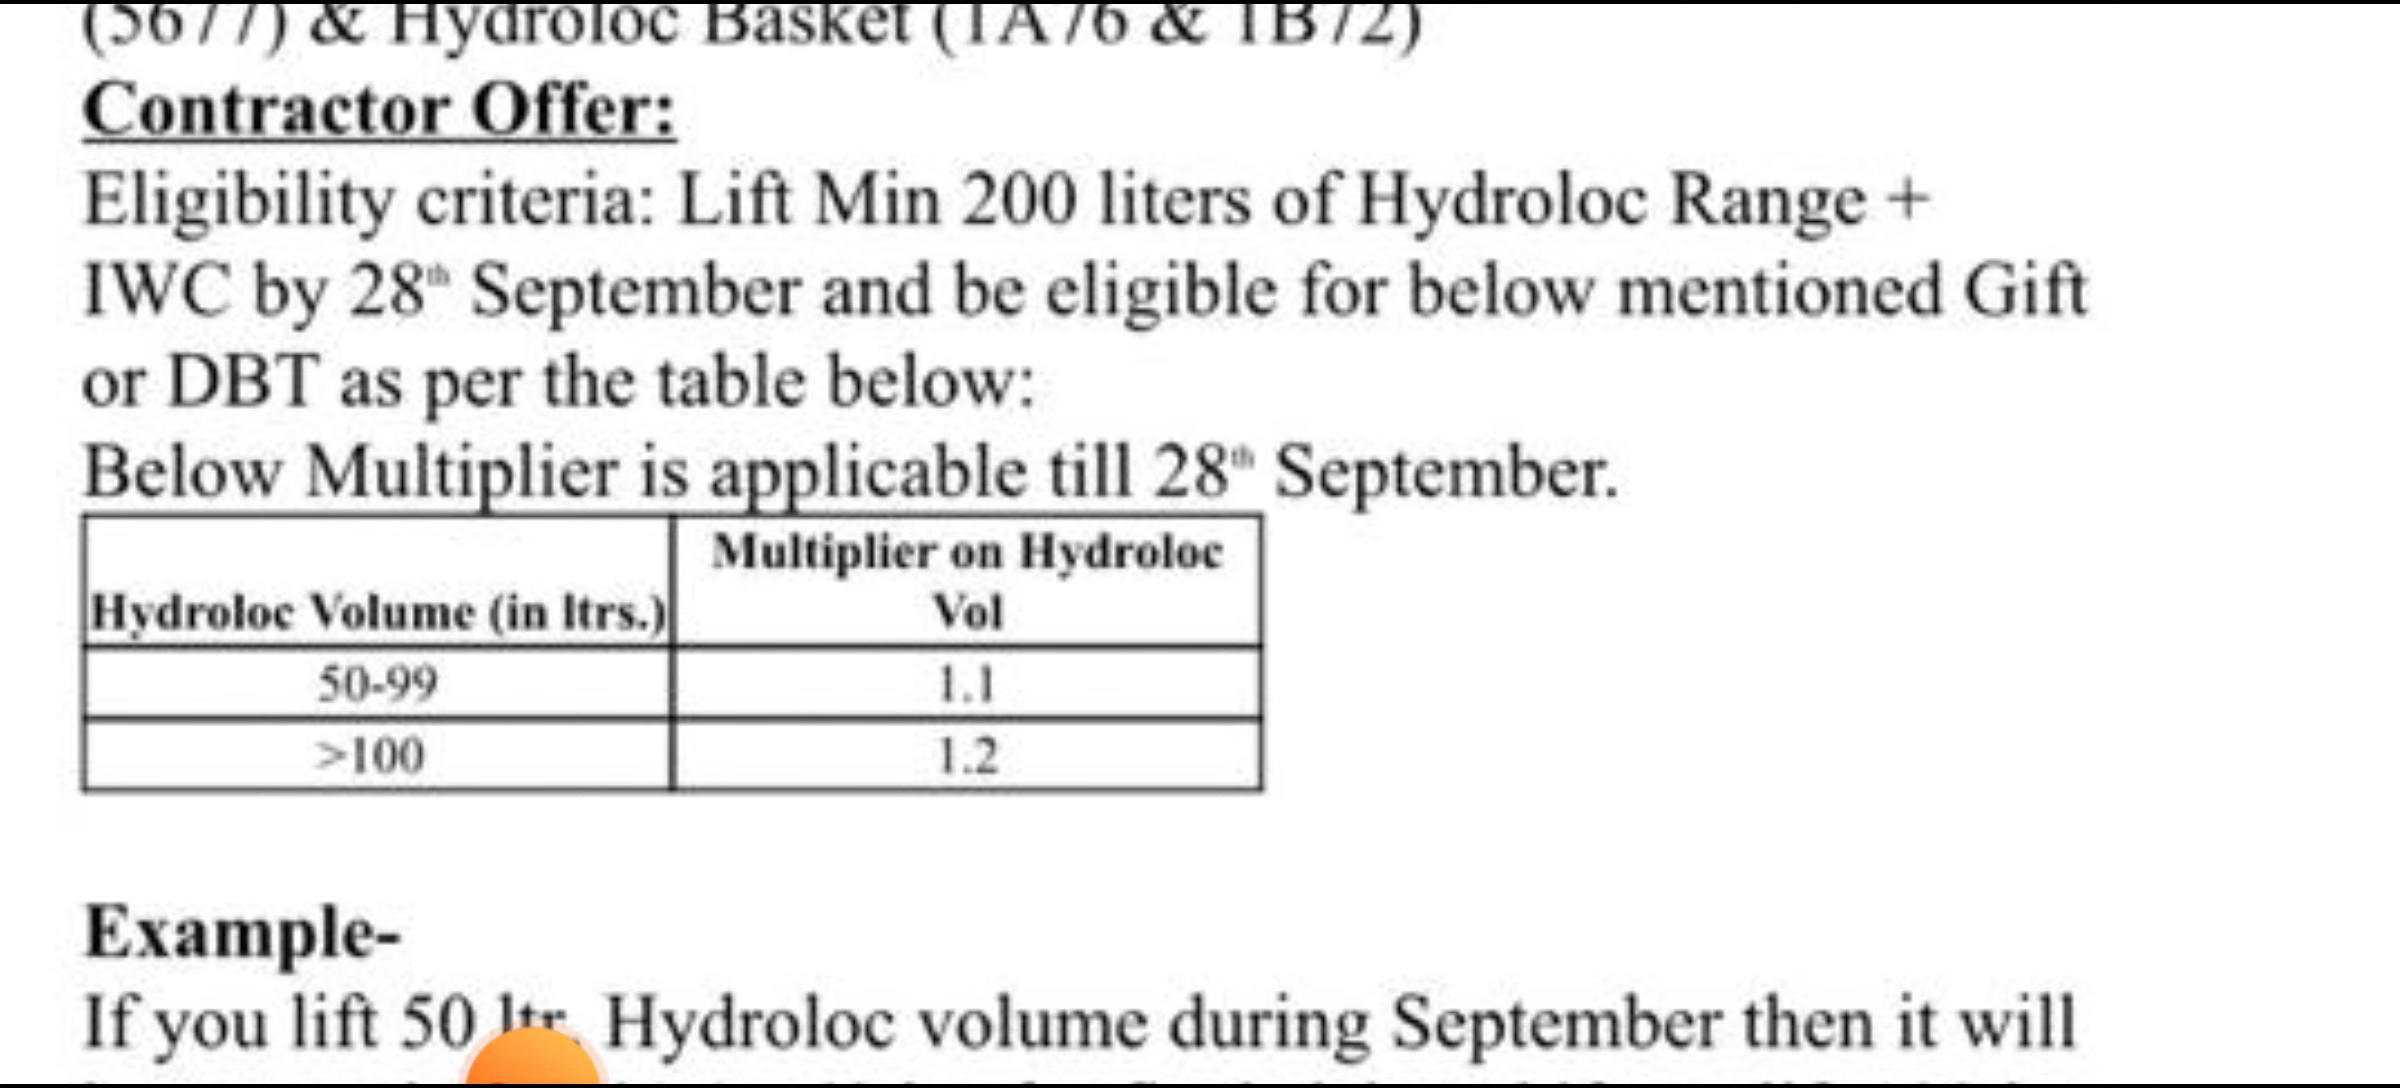 (5677) & Hydroloc Basket (1A76 & 1B72)
Contractor Offer:
Eligibility criteria: Lift Min 200 liters of Hydroloc Range +
IWC by 28th September and be eligible for below mentioned Gift
or DBT as per the table below:
Below Multiplier is applicable till 28th September.
Hydroloc Volume (in ltrs.) Multiplier on Hydroloc Vol
50-99 1.1
>100 1.2
Example-
If you lift 50 ltr. Hydroloc volume during September then it will